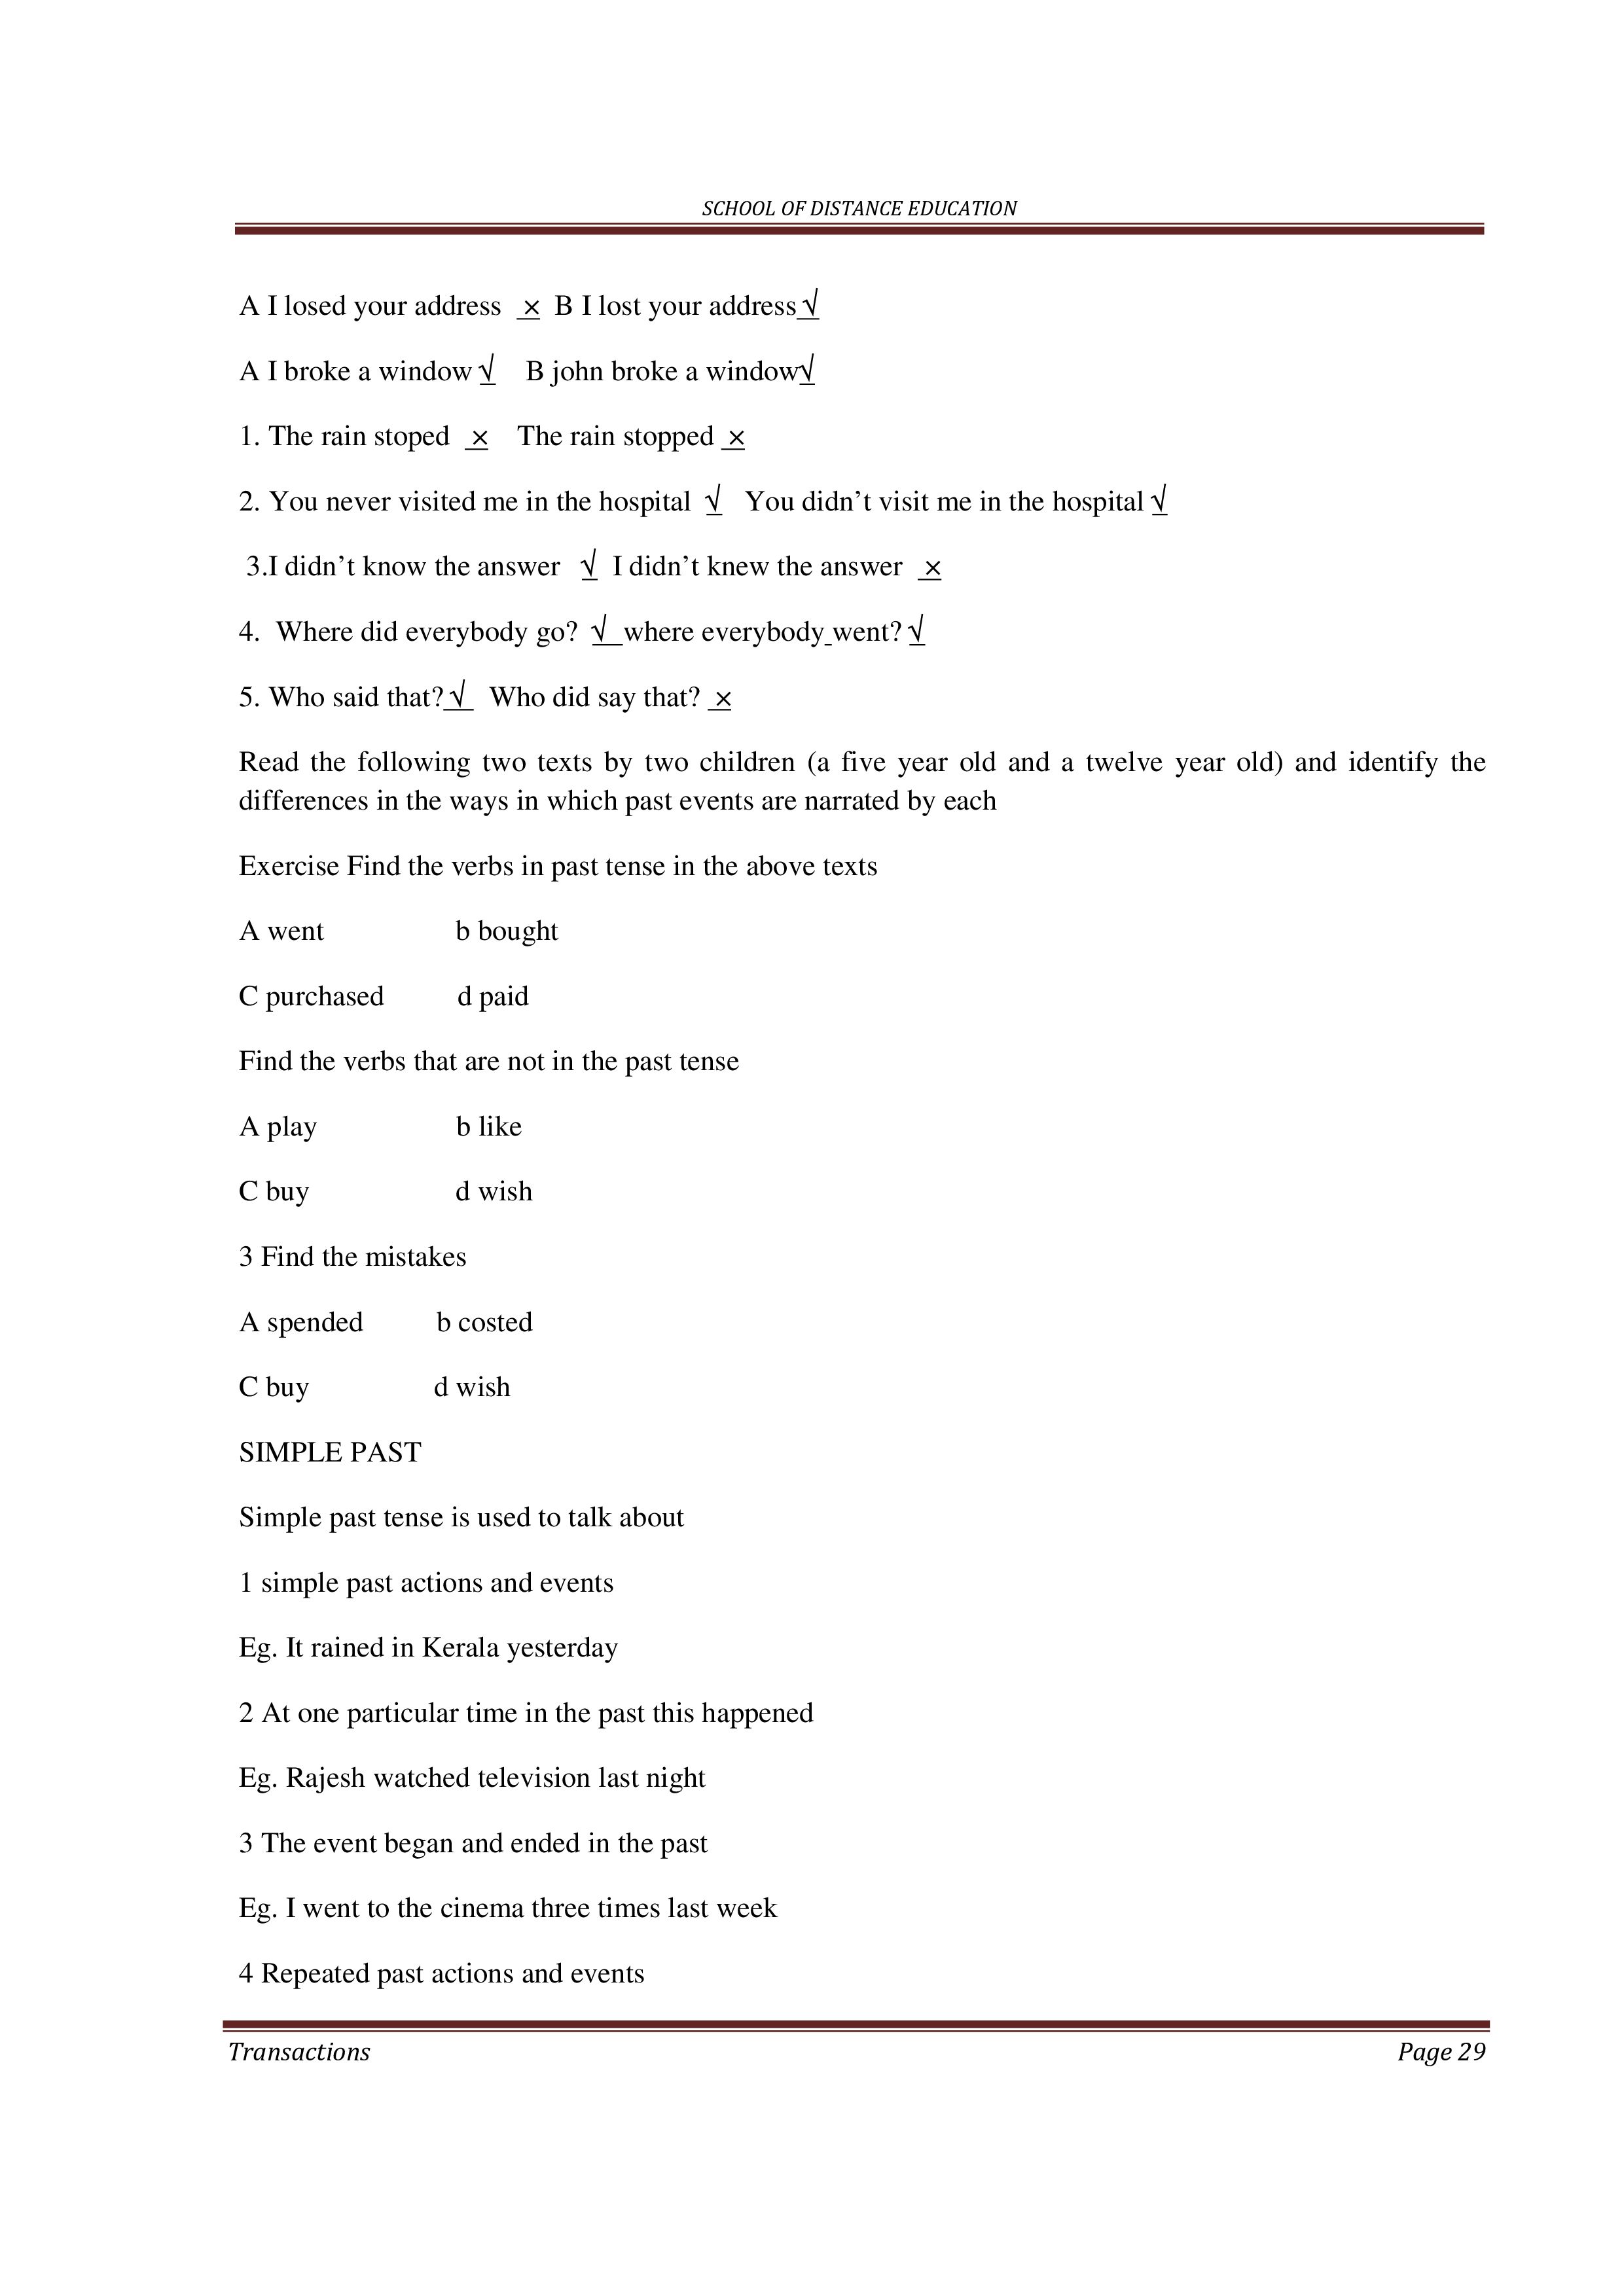 SCHOOL OF DISTANCE EDUCATION
A I losed your address × B I lost your address√
A I broke a window √ B john broke a window√
1. The rain stoped × The rain stopped ×
2. You never visited me in the hospital √ You didn’t visit me in the hospital √
3.I didn’t know the answer √ I didn’t knew the answer ×
4. Where did everybody go? √ where everybody went? √
5. Who said that? √ Who did say that? ×
Read the following two texts by two children (a five year old and a twelve year old) and identify the
differences in the ways in which past events are narrated by each
Exercise Find the verbs in past tense in the above texts
A went b bought
C purchased d paid
Find the verbs that are not in the past tense
A play b like
C buy d wish
3 Find the mistakes
A spended b costed
C buy d wish
SIMPLE PAST
Simple past tense is used to talk about
1 simple past actions and events
Eg. It rained in Kerala yesterday
2 At one particular time in the past this happened
Eg. Rajesh watched television last night
3 The event began and ended in the past
Eg. I went to the cinema three times last week
4 Repeated past actions and events
Transactions Page 29